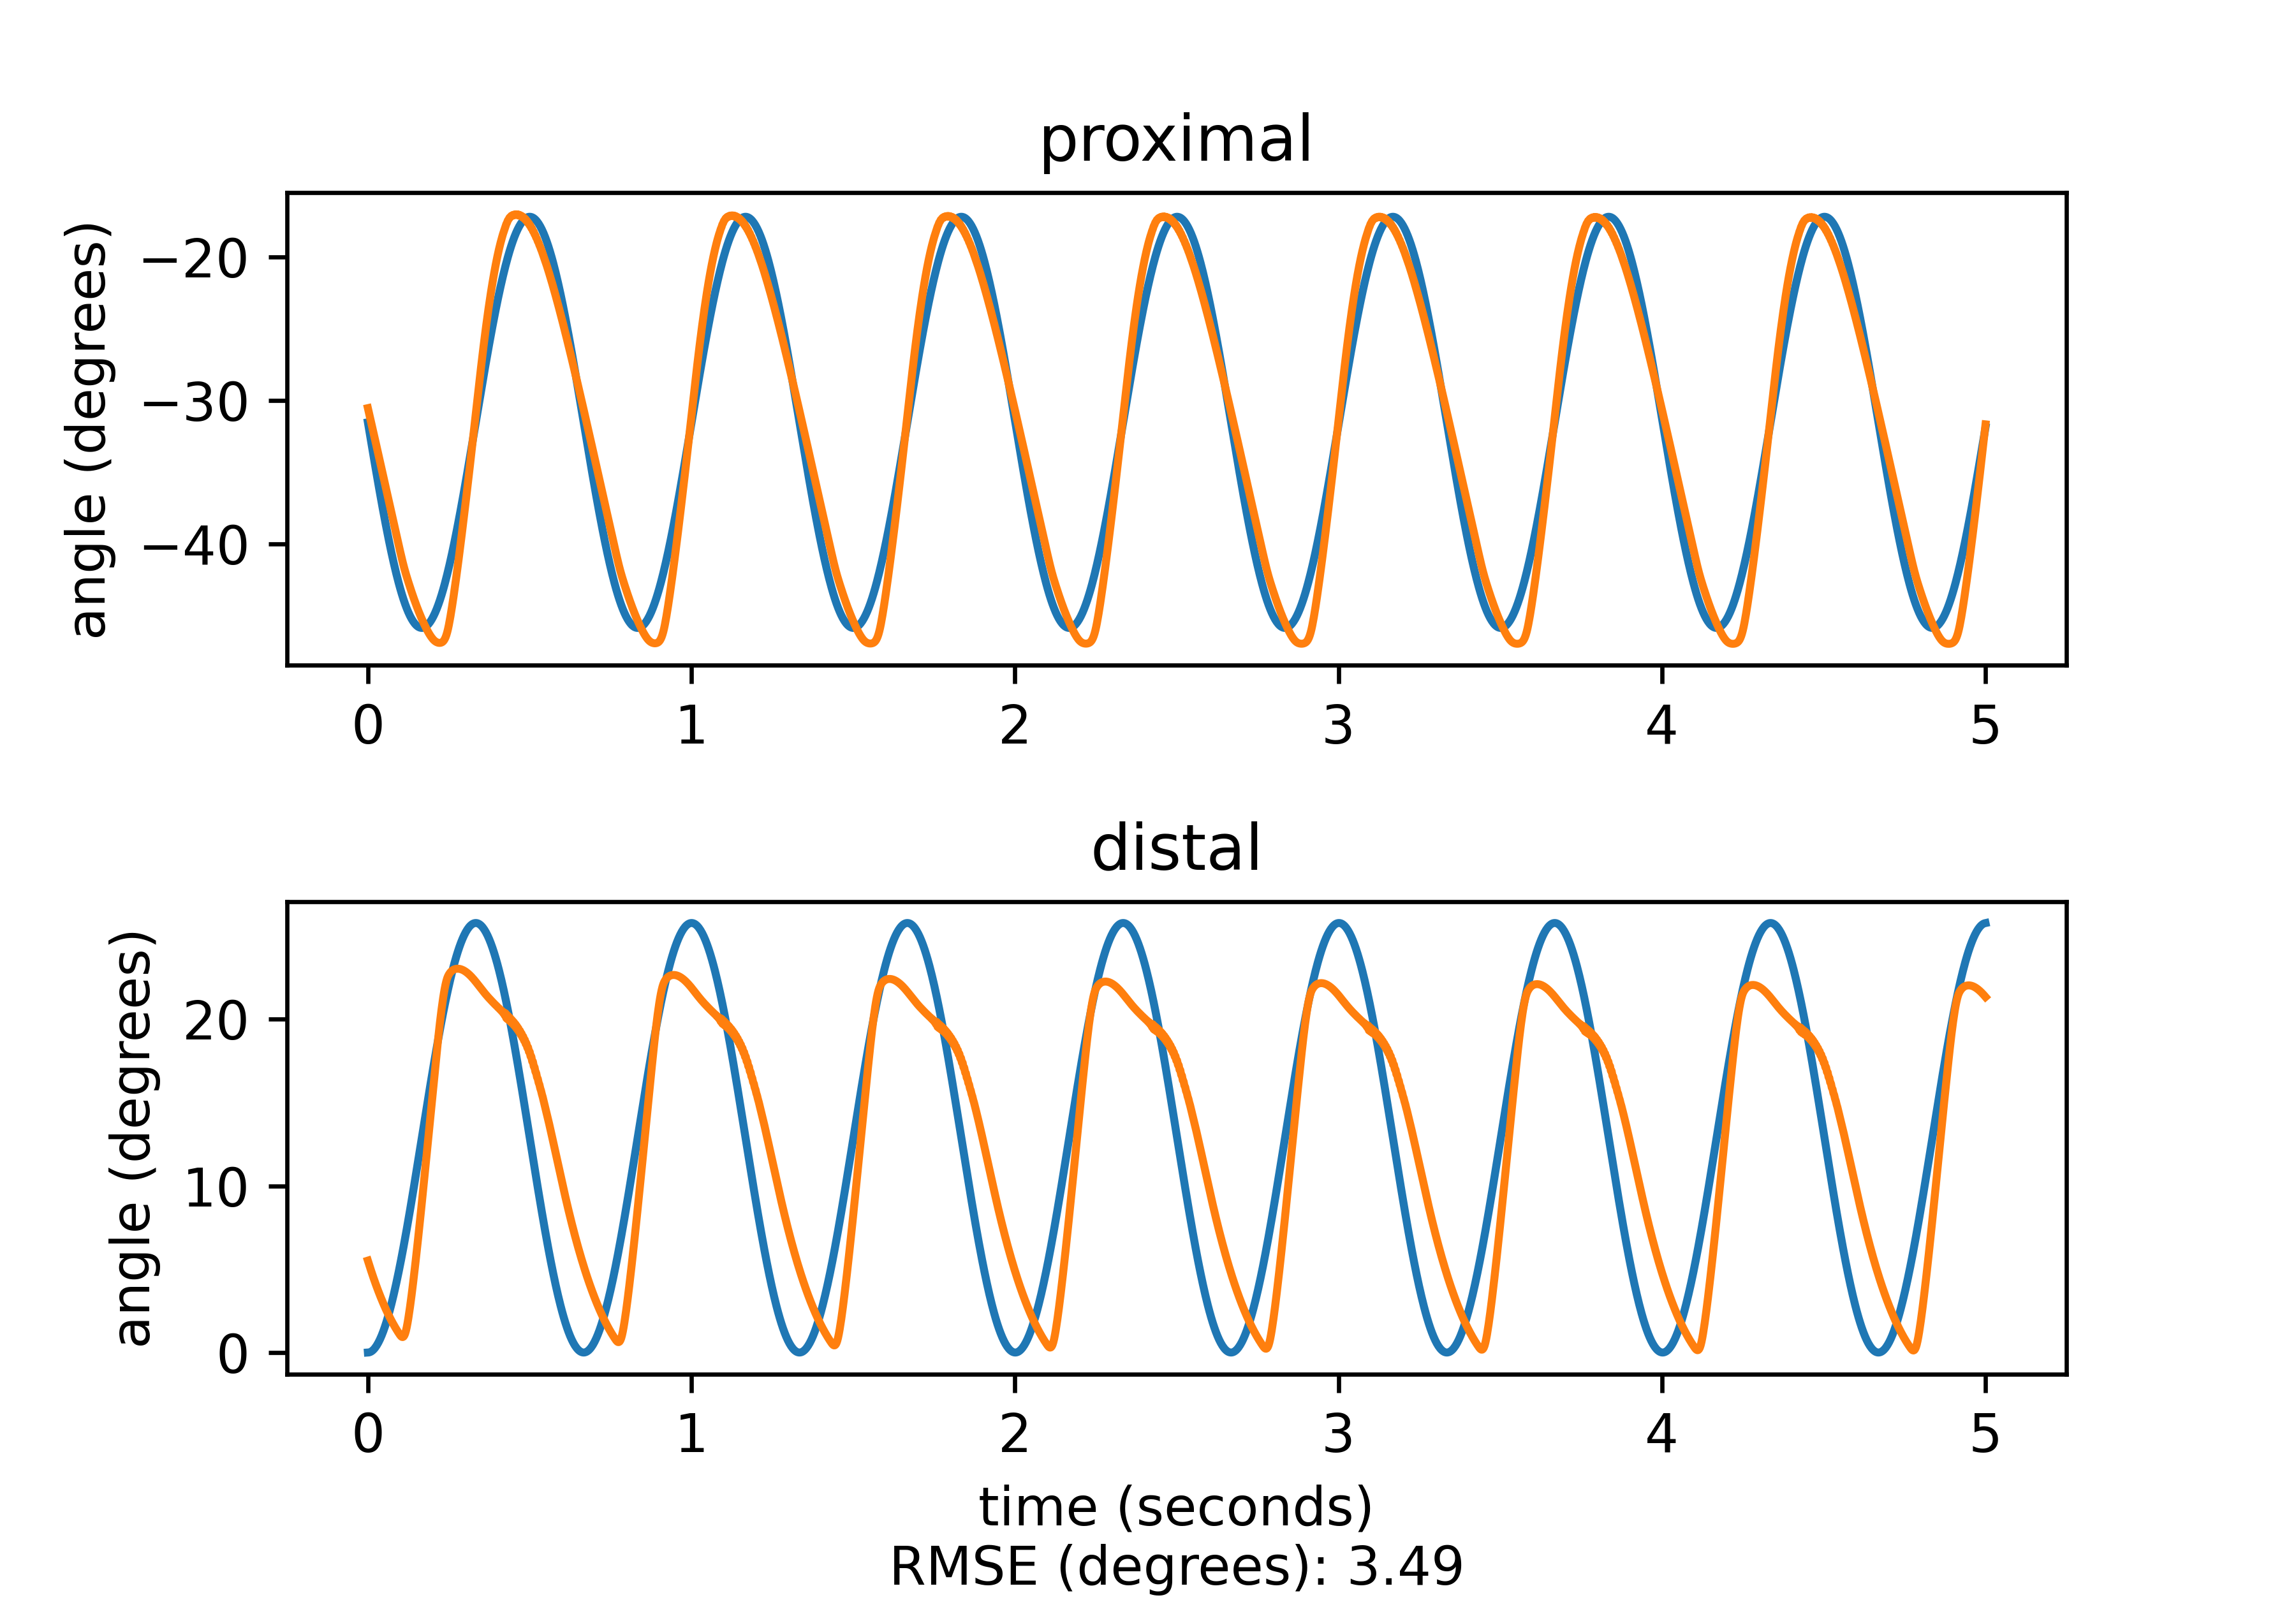 proximal
angle (degrees)
−20
−30
−40
0 1 2 3 4 5
distal
angle (degrees)
20
10
0
0 1 2 3 4 5
time (seconds)
RMSE (degrees): 3.49